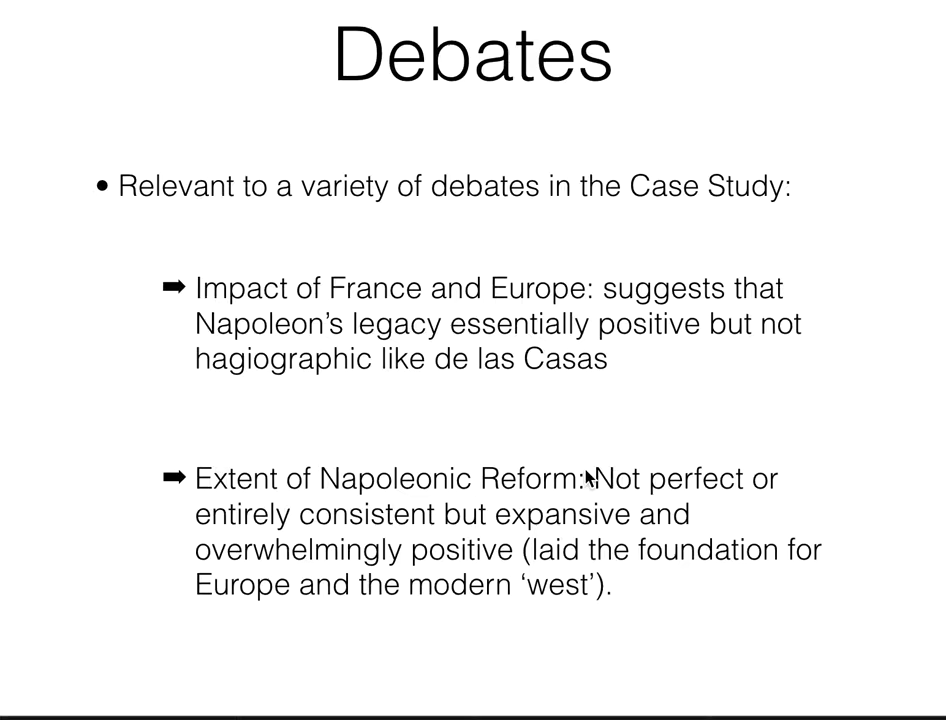 Debates
• Relevant to a variety of debates in the Case Study:
➡ Impact of France and Europe: suggests that
Napoleon’s legacy essentially positive but not
hagiographic like de las Casas
➡ Extent of Napoleonic Reform: Not perfect or
entirely consistent but expansive and
overwhelmingly positive (laid the foundation for
Europe and the modern ‘west’).